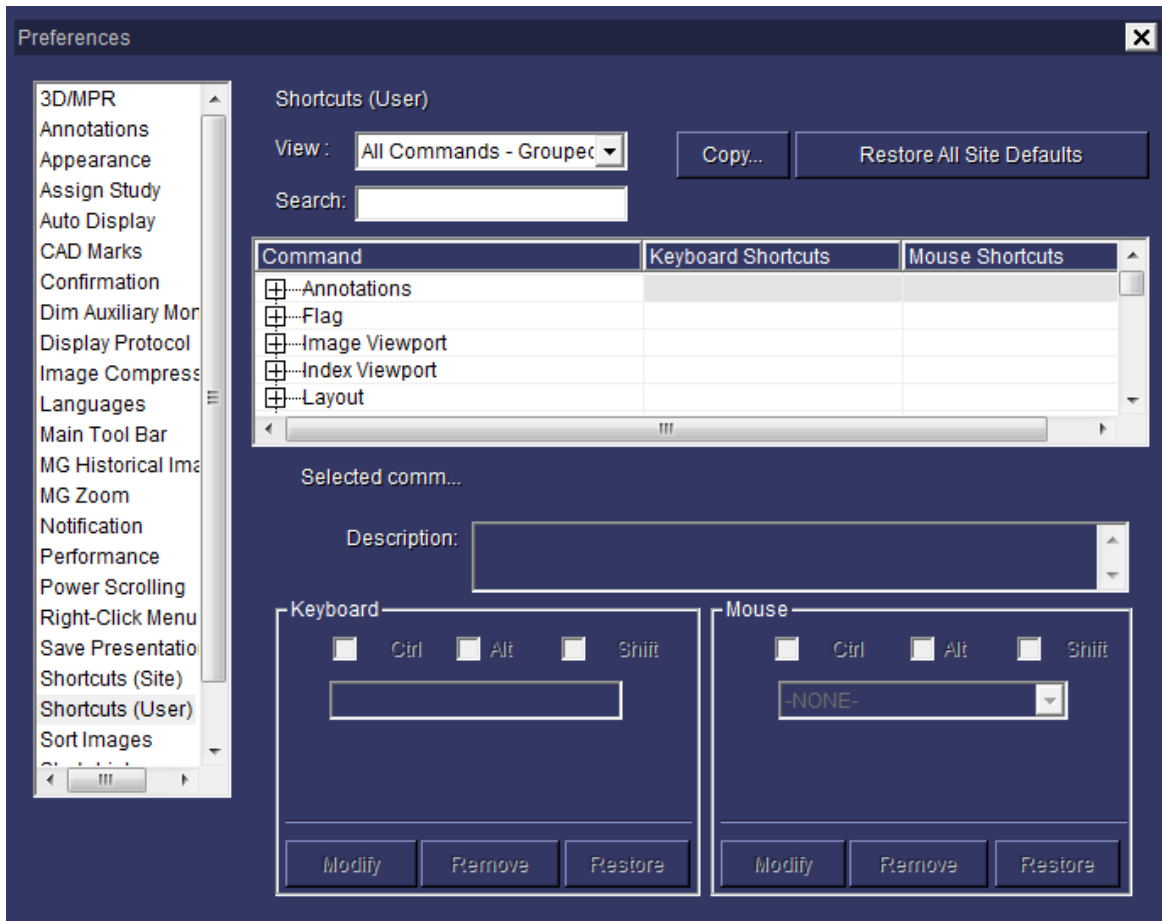 Preferences
3D/MPR
Annotations
Appearance
Assign Study
Auto Display
CAD Marks
Confirmation
Dim Auxiliary Mon
Display Protocol
Image Compress
Languages
Main Tool Bar
MG Historical Ima
MG Zoom
Notification
Performance
Power Scrolling
Right-Click Menu
Save Presentatio
Shortcuts (Site)
Shortcuts (User)
Sort Images
Shortcuts (User)
View :
All Commands - Grouped
Copy...
Restore All Site Defaults
Search:
Command
Keyboard Shortcuts
Mouse Shortcuts
Annotations
Flag
Image Viewport
Index Viewport
Layout
Selected comm...
Description:
Keyboard
Ctrl
Alt
Shift
Modify
Remove
Restore
Mouse
Ctrl
Alt
Shift
-NONE-
Modify
Remove
Restore